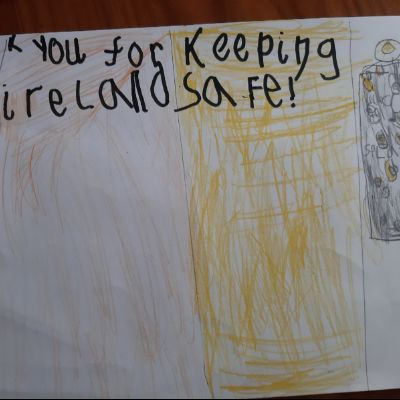 k you for keeping
ireland safe!